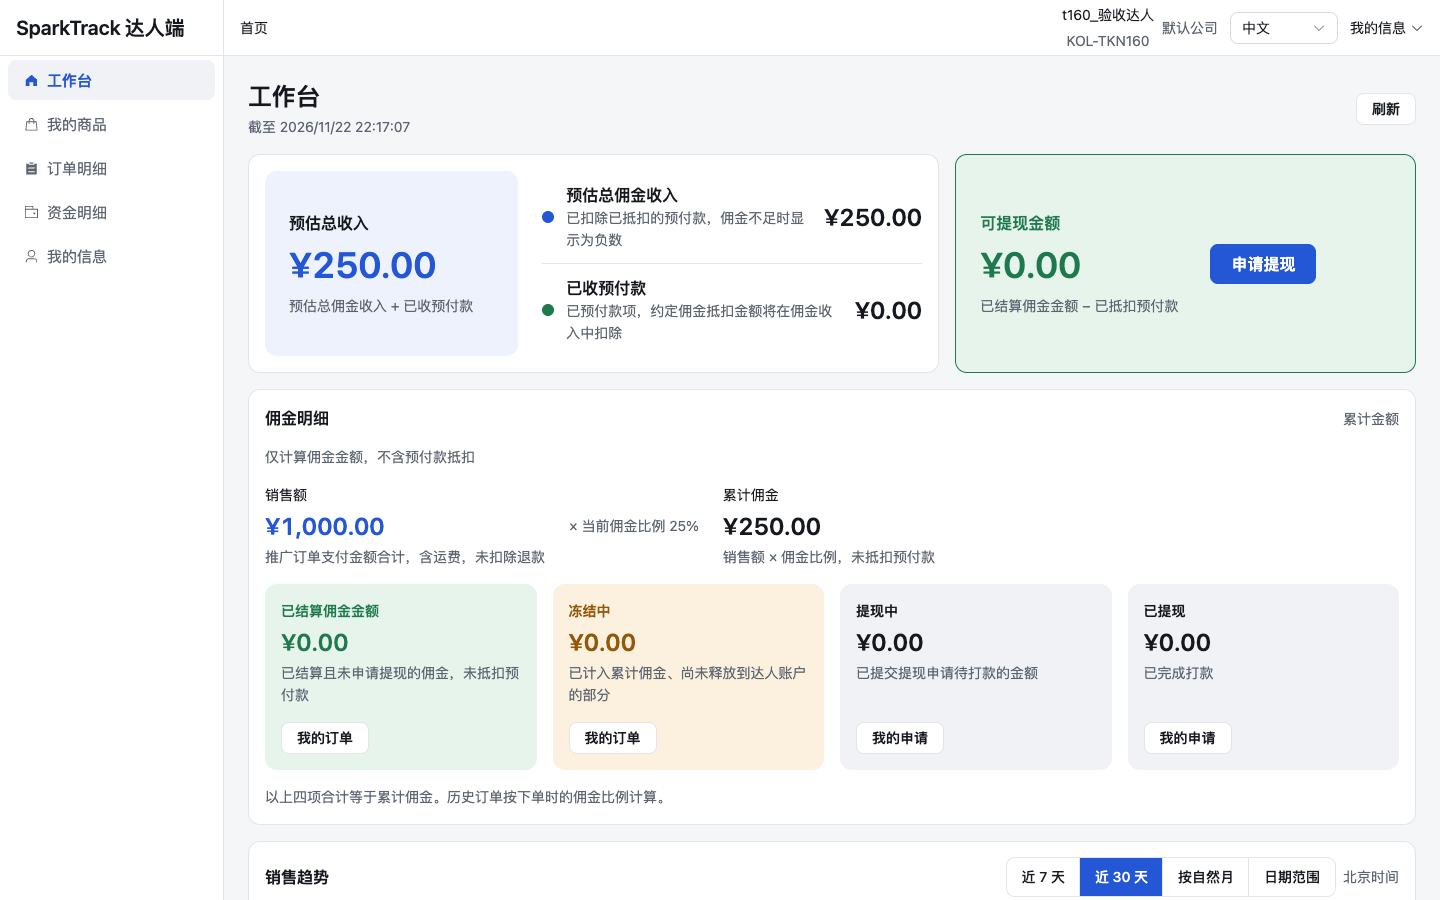 SparkTrack 达人端
首页
t160_验收达人
KOL-TKN160
默认公司
中文
我的信息
工作台
我的商品
订单明细
资金明细
我的信息
工作台
截至 2026/11/22 22:17:07
刷新
预估总收入
¥250.00
预估总佣金收入 + 已收预付款
预估总佣金收入
已扣除已抵扣的预付款，佣金不足时显
示为负数
¥250.00
已收预付款
已预付款项，约定佣金抵扣金额将在佣金收
入中扣除
¥0.00
可提现金额
¥0.00
已结算佣金金额 − 已抵扣预付款
申请提现
佣金明细
累计金额
仅计算佣金金额，不含预付款抵扣
销售额
¥1,000.00
推广订单支付金额合计，含运费，未扣除退款
× 当前佣金比例 25%
累计佣金
¥250.00
销售额 × 佣金比例，未抵扣预付款
已结算佣金金额
¥0.00
已结算且未申请提现的佣金，未抵扣预
付款
我的订单
冻结中
¥0.00
已计入累计佣金、尚未释放到达人账户
的部分
我的订单
提现中
¥0.00
已提交提现申请待打款的金额
我的申请
已提现
¥0.00
已完成打款
我的申请
以上四项合计等于累计佣金。历史订单按下单时的佣金比例计算。
销售趋势
近 7 天
近 30 天
按自然月
日期范围
北京时间